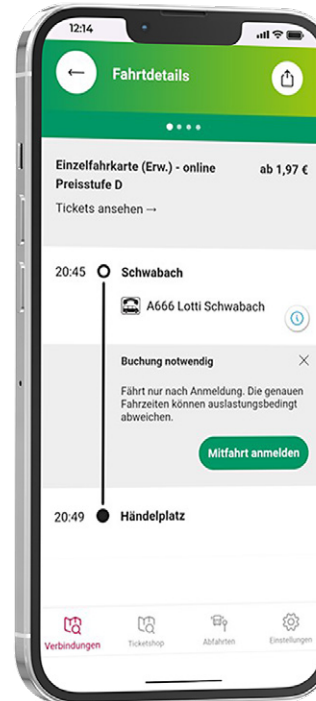 12:14
Fahrtdetails
Einzelfahrkarte (Erw.) - online
ab 1,97 €
Preisstufe D
Tickets ansehen →
20:45
Schwabach
A666 Lotti Schwabach
Buchung notwendig
Fährt nur nach Anmeldung. Die genauen
Fahrzeiten können auslastungsbedingt
abweichen.
Mitfahrt anmelden
20:49
Händelplatz
Verbindungen
Ticketshop
Abfahrten
Einstellungen